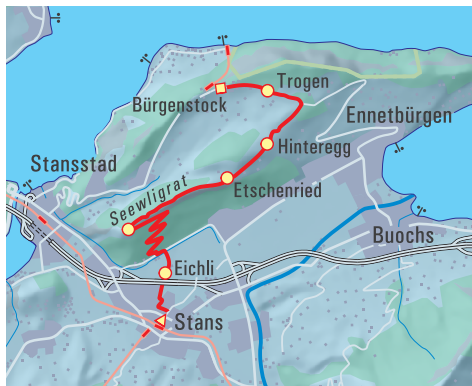 Trogen
Bürgenstock
Ennetbürgen
Hinteregg
Stansstad
Etschenried
Seewligrat
Buochs
Eichli
Stans